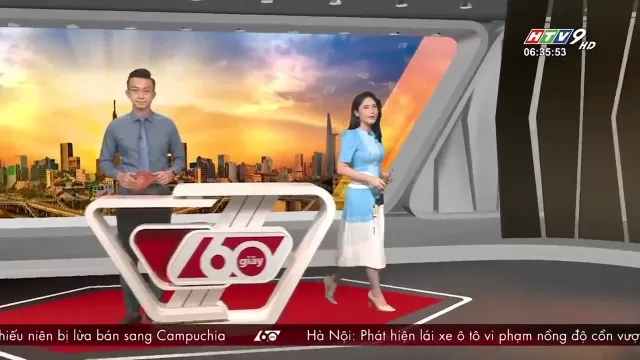 HTV9 HD
06:35:53
60 giây
hiếu niên bị lừa bán sang Campuchia 60 Hà Nội: Phát hiện lái xe ô tô vi phạm nồng độ cồn vượ